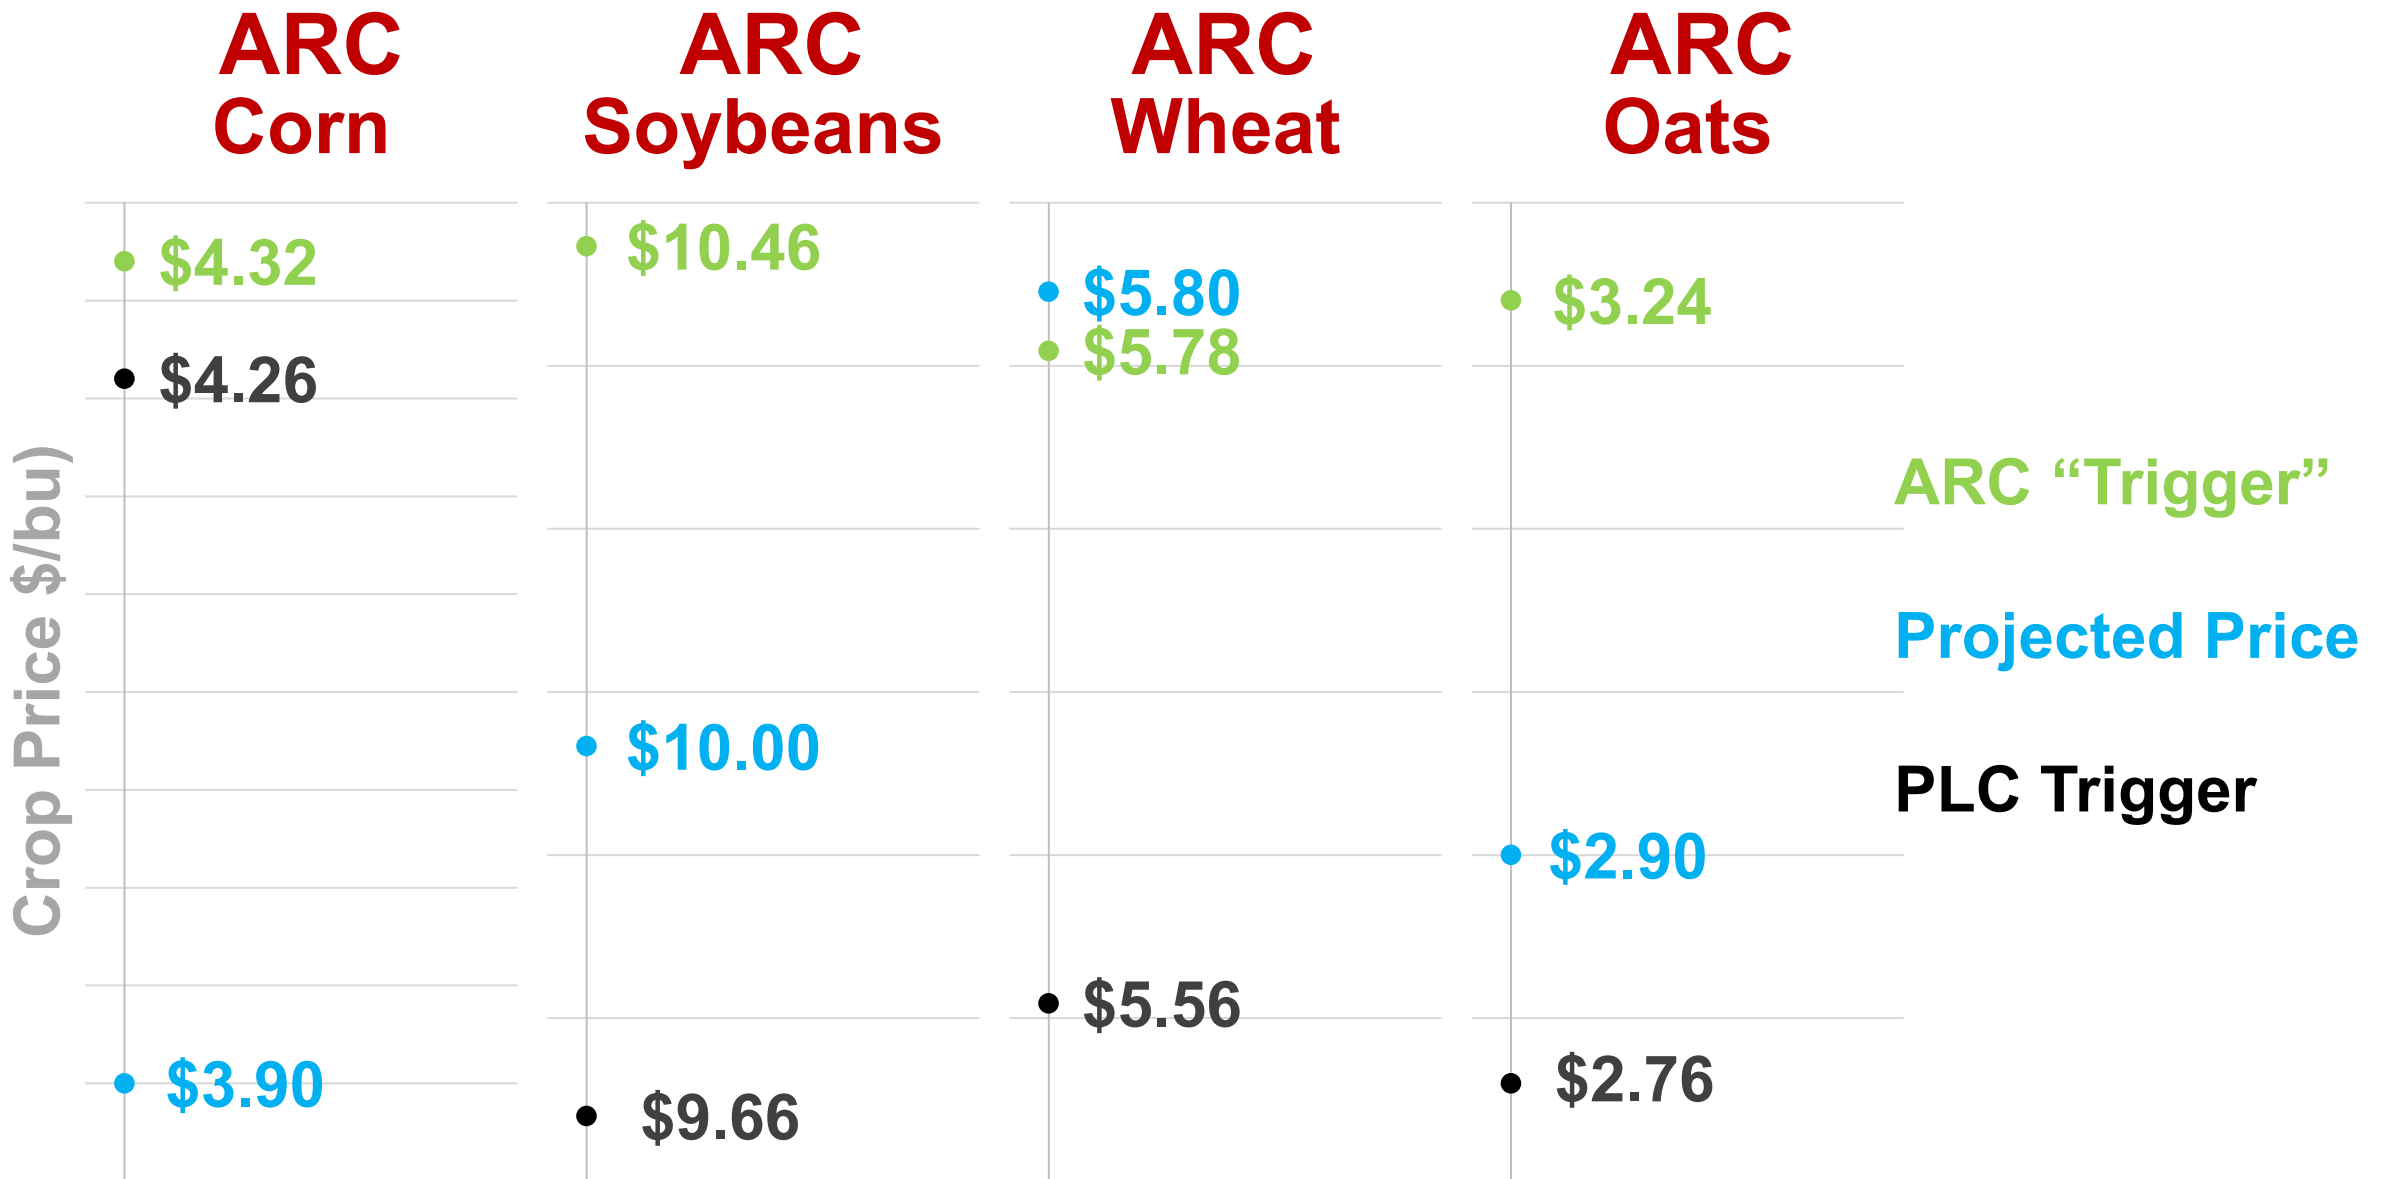 ARC
Corn
ARC
Soybeans
ARC
Wheat
ARC
Oats
Crop Price $/bu)
$4.32
$4.26
$3.90
$10.46
$10.00
$9.66
$5.80
$5.78
$5.56
$3.24
$2.90
$2.76
ARC “Trigger”
Projected Price
PLC Trigger